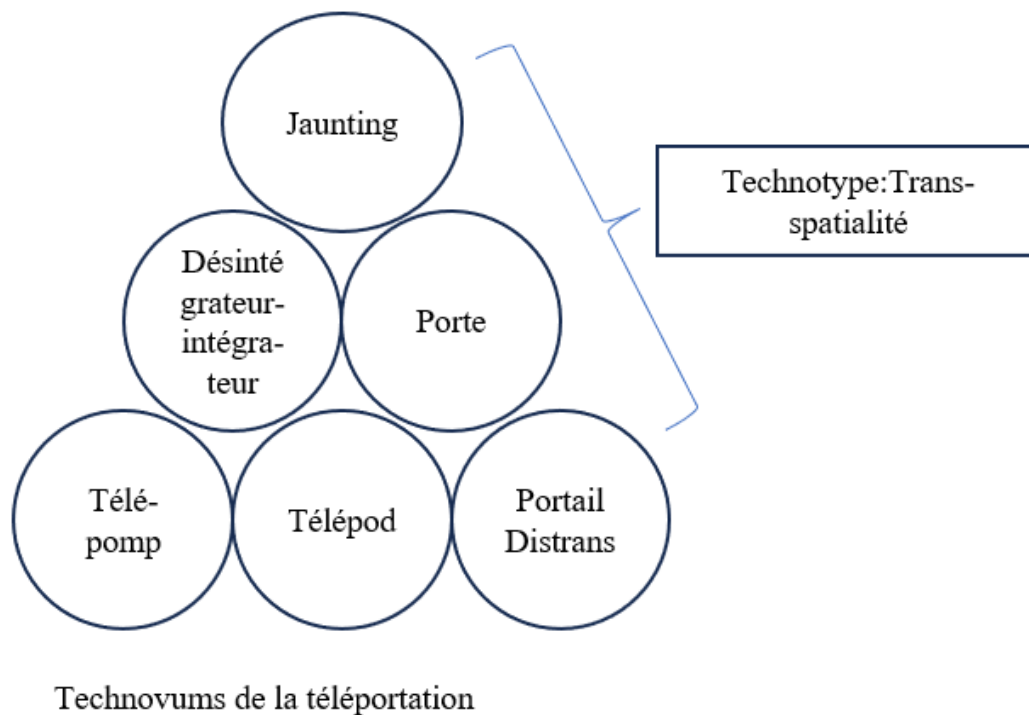 Jaunting
Technotype:Trans-
spatialité
Désinté
grateur-
intégra-
teur
Porte
Télé-
pomp
Télépod
Portail
Distrans
Technovums de la téléportation